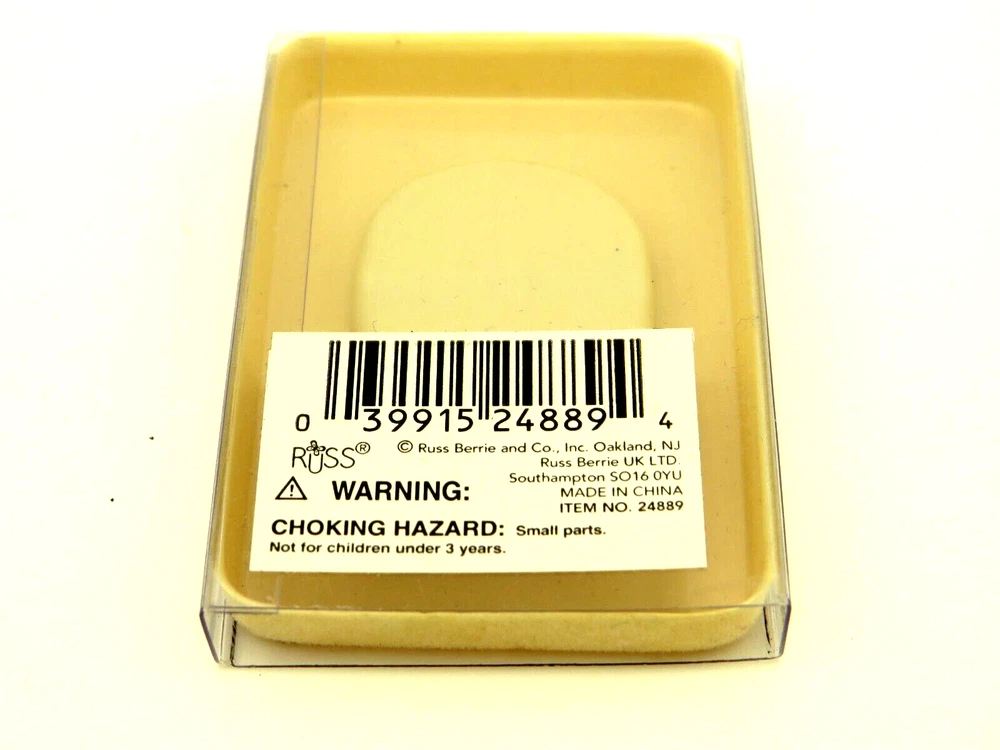 0 39915 24889 4
RUSS® © Russ Berrie and Co., Inc. Oakland, NJ
Russ Berrie UK LTD.
Southampton SO16 0YU
⚠ WARNING: MADE IN CHINA
ITEM NO. 24889
CHOKING HAZARD: Small parts.
Not for children under 3 years.